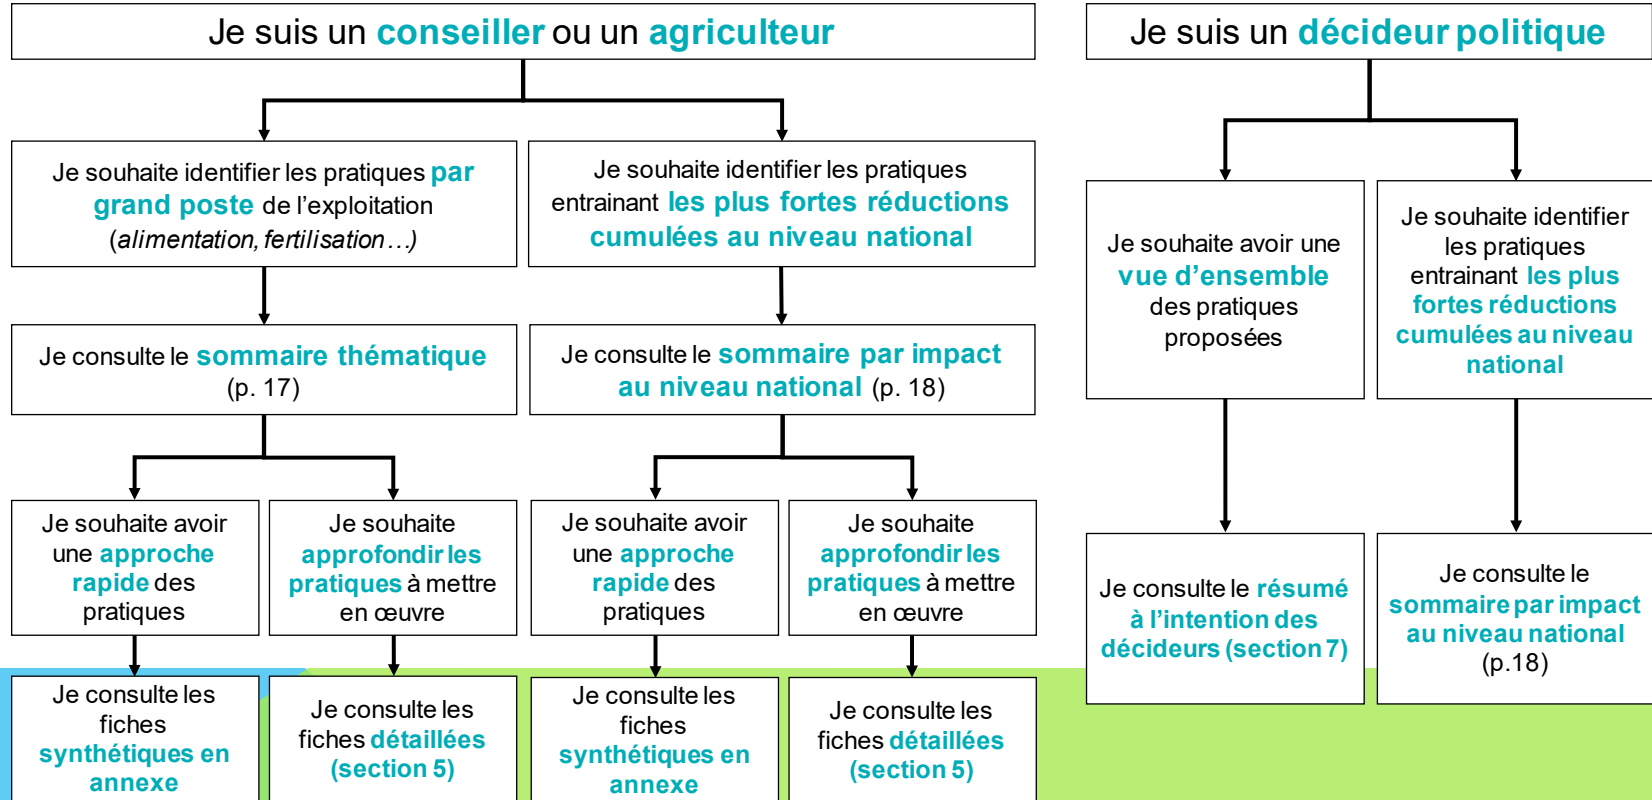 Je suis un conseiller ou un agriculteur
Je souhaite identifier les pratiques par
grand poste de l'exploitation
(alimentation, fertilisation…)
Je souhaite identifier les pratiques
entrainant les plus fortes réductions
cumulées au niveau national
Je consulte le sommaire thématique
(p. 17)
Je consulte le sommaire par impact
au niveau national (p. 18)
Je souhaite avoir
une approche
rapide des
pratiques
Je souhaite
approfondir les
pratiques à mettre
en œuvre
Je souhaite avoir
une approche
rapide des
pratiques
Je souhaite
approfondir les
pratiques à mettre
en œuvre
Je consulte les
fiches
synthétiques en
annexe
Je consulte les
fiches détaillées
(section 5)
Je consulte les
fiches
synthétiques en
annexe
Je consulte les
fiches détaillées
(section 5)
Je suis un décideur politique
Je souhaite avoir une
vue d'ensemble
des pratiques
proposées
Je souhaite identifier
les pratiques
entrainant les plus
fortes réductions
cumulées au niveau
national
Je consulte le résumé
à l'intention des
décideurs (section 7)
Je consulte le
sommaire par impact
au niveau national
(p.18)